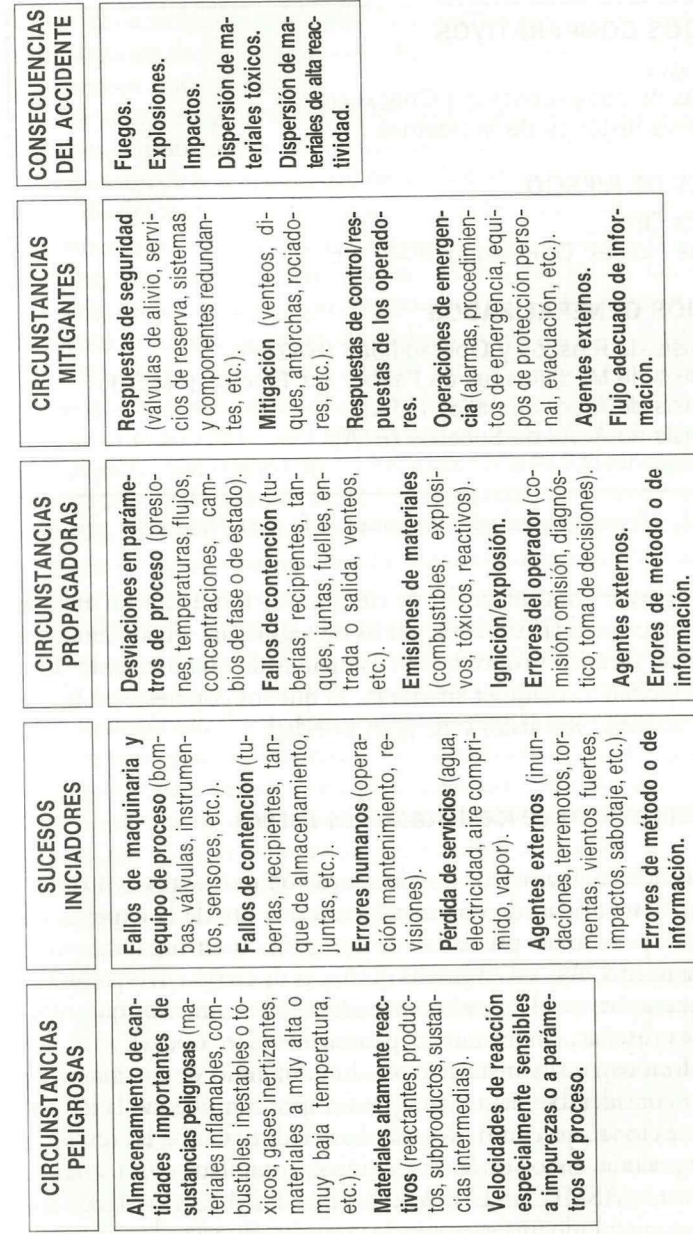 CIRCUNSTANCIAS
PELIGROSAS
Almacenamiento de can-
tidades importantes de
sustancias peligrosas (ma-
teriales inflamables, com-
bustibles, inestables o tó-
xicos, gases inertizantes,
materiales a muy alta o
muy baja temperatura,
etc.).
Materiales altamente reac-
tivos (reactantes, produc-
tos, subproductos, sustan-
cias intermedias).
Velocidades de reacción
especialmente sensibles
a impurezas a paráme-
tros de proceso.
SUCESOS
INICIADORES
Fallos de maquinaria y
equipo de proceso (bom-
bas, válvulas, instrumen-
tos, sensores, etc.).
Fallos de contención (tu-
berías, recipientes, tan-
que de almacenamiento,
juntas, etc.).
Errores humanos (opera-
ción, mantenimiento, re-
visiones).
Pérdida de servicios (agua,
electricidad, aire compri-
mido, vapor).
Agentes externos (inun-
daciones, terremotos, tor-
mentas, vientos fuertes,
impactos, sabotaje, etc.).
Errores de método o de
información.
CIRCUNSTANCIAS
PROPAGADORAS
Desviaciones en paráme-
tros de proceso (presio-
nes, temperaturas, flujos,
concentraciones, cam-
bios de fase o de estado).
Fallos de contención (tu-
berías, recipientes, tan-
ques, juntas, fuelles, en-
trada o salida, venteos,
etc.).
Emisiones de materiales
(combustibles, explosi-
vos, tóxicos, reactivos).
Ignición/explosión.
Errores del operador (co-
misión, omisión, diagnós-
tico, toma de decisiones).
Agentes externos.
Errores de método o de
información.
CIRCUNSTANCIAS
MITIGANTES
Respuestas de seguridad
(válvulas de alivio, servi-
cios de reserva, sistemas
y componentes redundan-
tes, etc.).
Mitigación (venteos, di-
ques, antorchas, rociado-
res, etc.).
Respuestas de control/res-
puestas de los operado-
res.
Operaciones de emergen-
cia (alarmas, procedimien-
tos de emergencia, equi-
pos de protección perso-
nal, evacuación, etc.).
Agentes externos.
Flujo adecuado de infor-
mación.
CONSECUENCIAS
DEL ACCIDENTE
Fuegos.
Explosiones.
Impactos.
Dispersión de ma-
teriales tóxicos.
Dispersión de ma-
teriales de alta reac-
tividad.